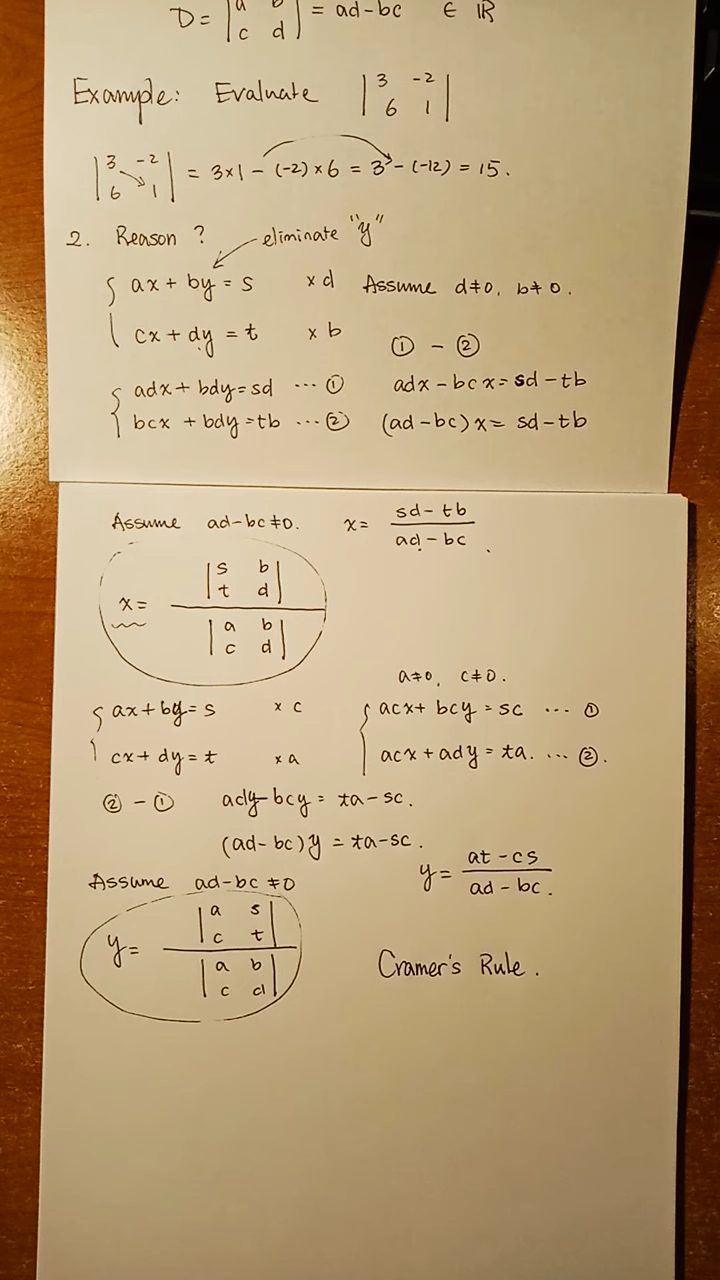 D = | a b ; c d | = ad - bc ∈ ℝ
Example: Evaluate | 3 -2 ; 6 1 |
| 3 -2 ; 6 1 | = 3×1 - (-2)×6 = 3 - (-12) = 15.
2. Reason ? eliminate "y"
ax + by = s × d Assume d≠0, b≠0.
cx + dy = t × b
① - ②
adx + bdy = sd ... ① adx - bcx = sd - tb
bcx + bdy = tb ... ② (ad - bc) x = sd - tb
Assume ad-bc ≠ 0. x = (sd - tb)/(ad - bc).
x = | s b ; t d | / | a b ; c d |
a≠0, c≠0.
ax + by = s × c acx + bcy = sc ... ①
cx + dy = t × a acx + ady = ta. ... ②.
② - ① ady - bcy = ta - sc.
(ad - bc) y = ta - sc.
Assume ad - bc ≠ 0 y = (at - cs)/(ad - bc).
y = | a s ; c t | / | a b ; c d |
Cramer's Rule.